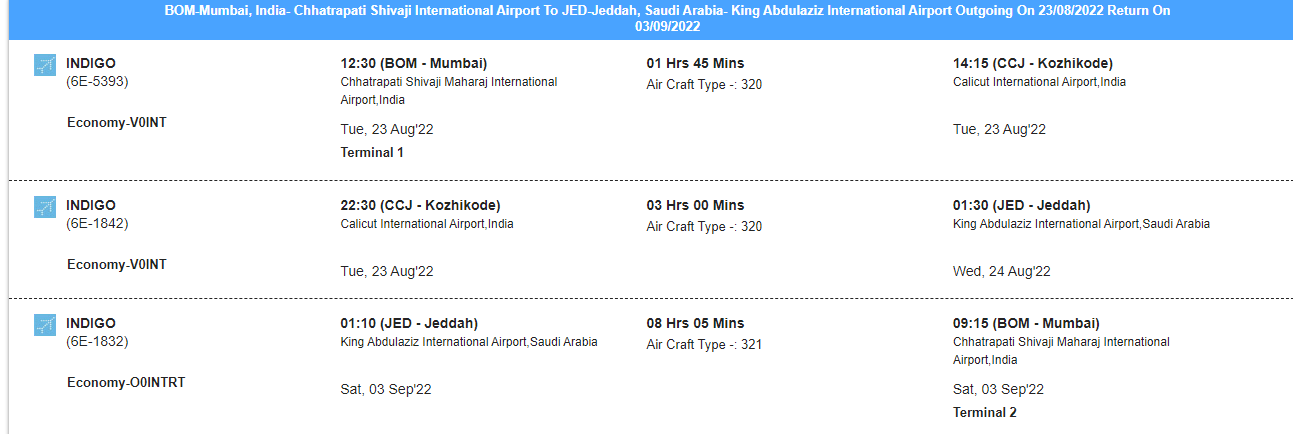 BOM-Mumbai, India- Chhatrapati Shivaji International Airport To JED-Jeddah, Saudi Arabia- King Abdulaziz International Airport Outgoing On 23/08/2022 Return On
03/09/2022
INDIGO
(6E-5393)
Economy-V0INT
12:30 (BOM - Mumbai)
Chhatrapati Shivaji Maharaj International
Airport,India
Tue, 23 Aug'22
Terminal 1
01 Hrs 45 Mins
Air Craft Type -: 320
14:15 (CCJ - Kozhikode)
Calicut International Airport,India
Tue, 23 Aug'22
INDIGO
(6E-1842)
Economy-V0INT
22:30 (CCJ - Kozhikode)
Calicut International Airport,India
Tue, 23 Aug'22
03 Hrs 00 Mins
Air Craft Type -: 320
01:30 (JED - Jeddah)
King Abdulaziz International Airport,Saudi Arabia
Wed, 24 Aug'22
INDIGO
(6E-1832)
Economy-O0INTRT
01:10 (JED - Jeddah)
King Abdulaziz International Airport,Saudi Arabia
Sat, 03 Sep'22
08 Hrs 05 Mins
Air Craft Type -: 321
09:15 (BOM - Mumbai)
Chhatrapati Shivaji Maharaj International
Airport,India
Sat, 03 Sep'22
Terminal 2